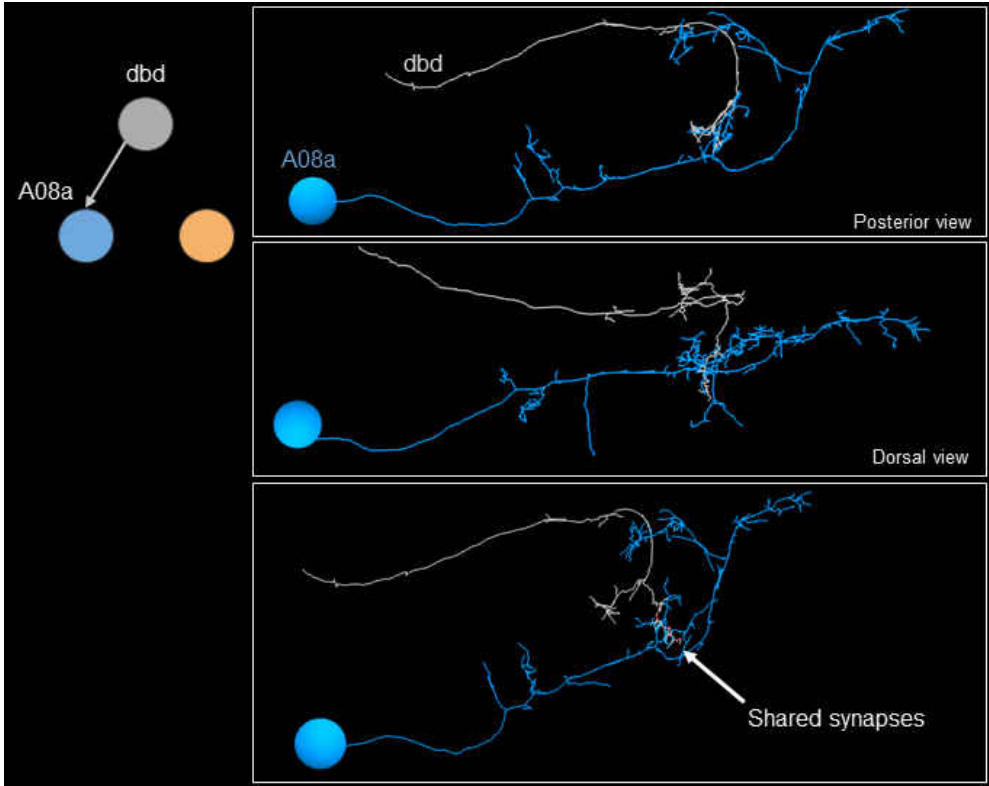 dbd
A08a
dbd
A08a
Posterior view
Dorsal view
Shared synapses